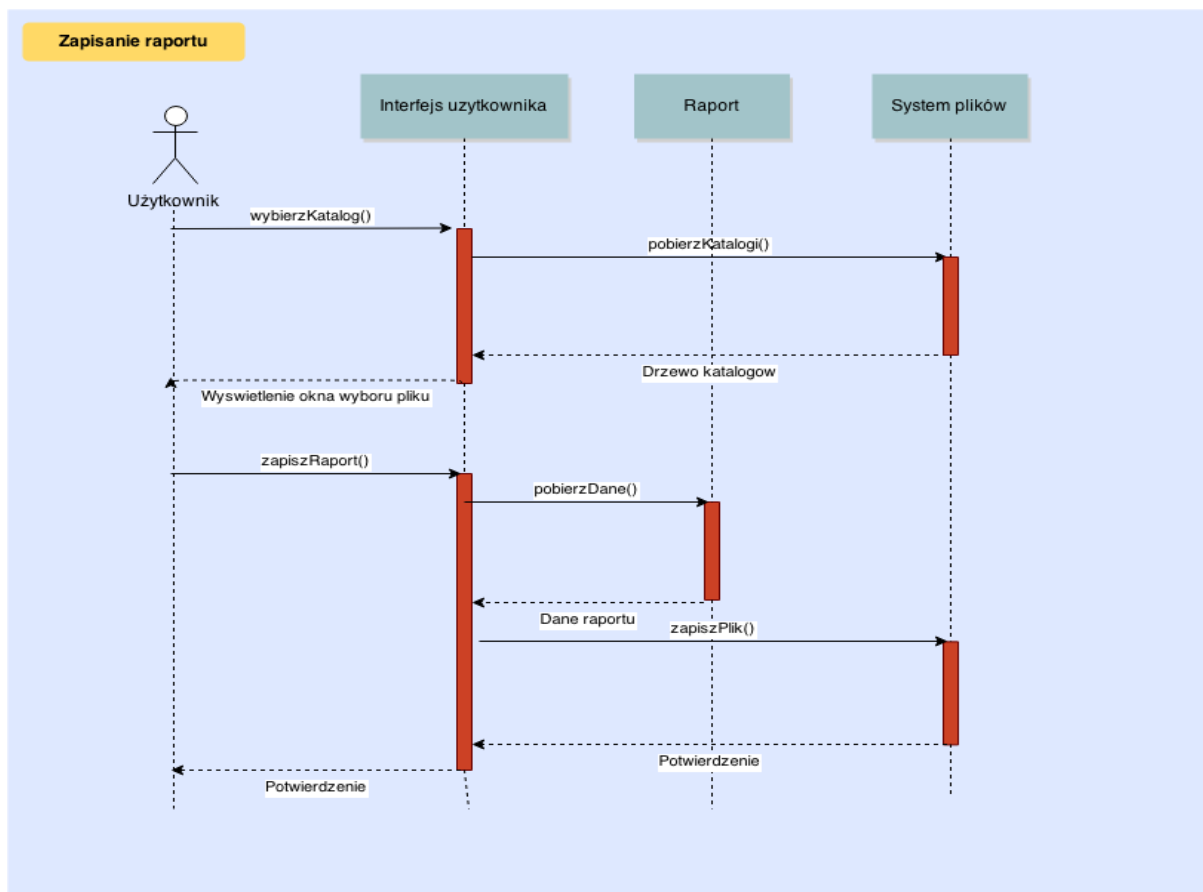 Zapisanie raportu
Interfejs uzytkownika
Raport
System plików
Użytkownik
wybierzKatalog()
pobierzKatalogi()
Drzewo katalogow
Wyswietlenie okna wyboru pliku
zapiszRaport()
pobierzDane()
Dane raportu
zapiszPlik()
Potwierdzenie
Potwierdzenie